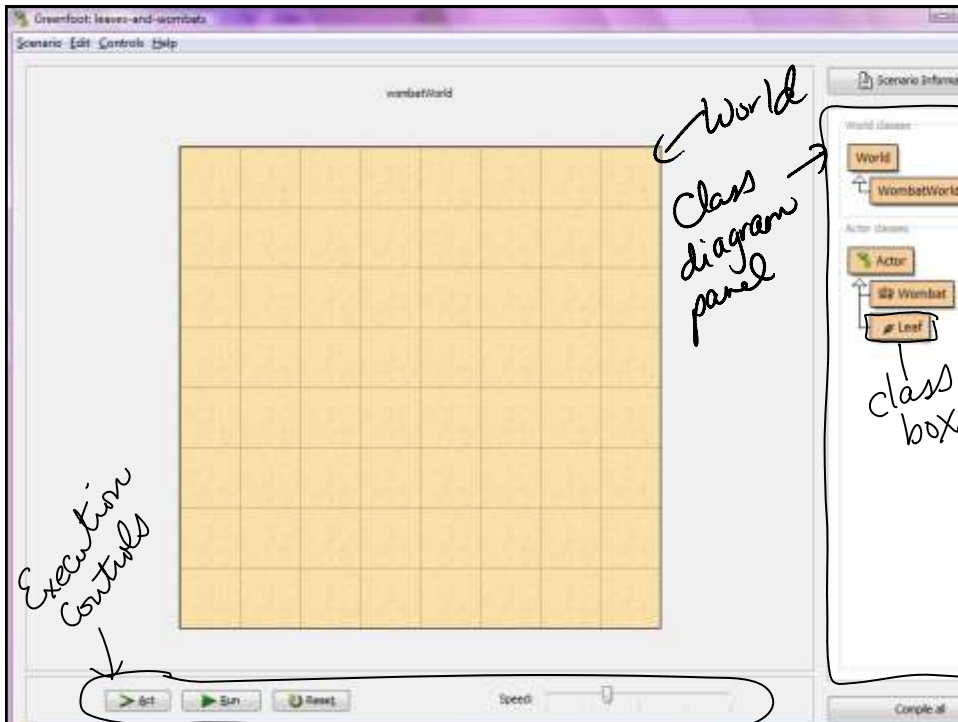 Greenfoot: leaves-and-wombats
Scenario Edit Controls Help
wombatWorld
World
Class
diagram
panel
Scenario Informa
World classes
World
WombatWorld
Actor classes
Actor
Wombat
Leaf
class
box
Execution
controls
Act
Run
Reset
Speed:
Compile all